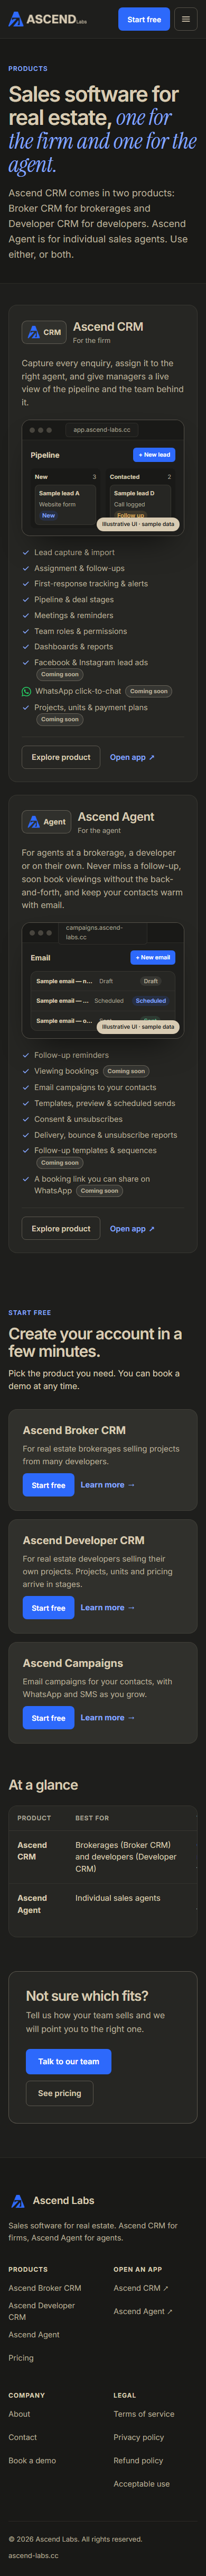 ASCEND Labs
Start free
PRODUCTS
Sales software for
real estate, one for
the firm and one for the
agent.
Ascend CRM comes in two products:
Broker CRM for brokerages and
Developer CRM for developers. Ascend
Agent is for individual sales agents. Use
either, or both.
CRM
Ascend CRM
For the firm
Capture every enquiry, assign it to the
right agent, and give managers a live
view of the pipeline and the team behind
it.
app.ascend-labs.cc
Pipeline
+ New lead
New 3
Contacted 2
Sample lead A
Website form
New
Sample lead D
Call logged
Follow up
Illustrative UI · sample data
Lead capture & import
Assignment & follow-ups
First-response tracking & alerts
Pipeline & deal stages
Meetings & reminders
Team roles & permissions
Dashboards & reports
Facebook & Instagram lead ads
Coming soon
WhatsApp click-to-chat Coming soon
Projects, units & payment plans
Coming soon
Explore product
Open app ↗
Agent
Ascend Agent
For the agent
For agents at a brokerage, a developer
or on their own. Never miss a follow-up,
soon book viewings without the back-
and-forth, and keep your contacts warm
with email.
campaigns.ascend-
labs.cc
Email
+ New email
Sample email — n... Draft Draft
Sample email — ... Scheduled Scheduled
Sample email — o...
Illustrative UI · sample data
Follow-up reminders
Viewing bookings Coming soon
Email campaigns to your contacts
Templates, preview & scheduled sends
Consent & unsubscribes
Delivery, bounce & unsubscribe reports
Follow-up templates & sequences
Coming soon
A booking link you can share on
WhatsApp Coming soon
Explore product
Open app ↗
START FREE
Create your account in a
few minutes.
Pick the product you need. You can book a
demo at any time.
Ascend Broker CRM
For real estate brokerages selling projects
from many developers.
Start free
Learn more →
Ascend Developer CRM
For real estate developers selling their
own projects. Projects, units and pricing
arrive in stages.
Start free
Learn more →
Ascend Campaigns
Email campaigns for your contacts, with
WhatsApp and SMS as you grow.
Start free
Learn more →
At a glance
PRODUCT BEST FOR
Ascend
CRM
Brokerages (Broker CRM)
and developers (Developer
CRM)
Ascend
Agent
Individual sales agents
Not sure which fits?
Tell us how your team sells and we
will point you to the right one.
Talk to our team
See pricing
Ascend Labs
Sales software for real estate. Ascend CRM for
firms, Ascend Agent for agents.
PRODUCTS
Ascend Broker CRM
Ascend Developer
CRM
Ascend Agent
Pricing
OPEN AN APP
Ascend CRM ↗
Ascend Agent ↗
COMPANY
About
Contact
Book a demo
LEGAL
Terms of service
Privacy policy
Refund policy
Acceptable use
© 2026 Ascend Labs. All rights reserved.
ascend-labs.cc